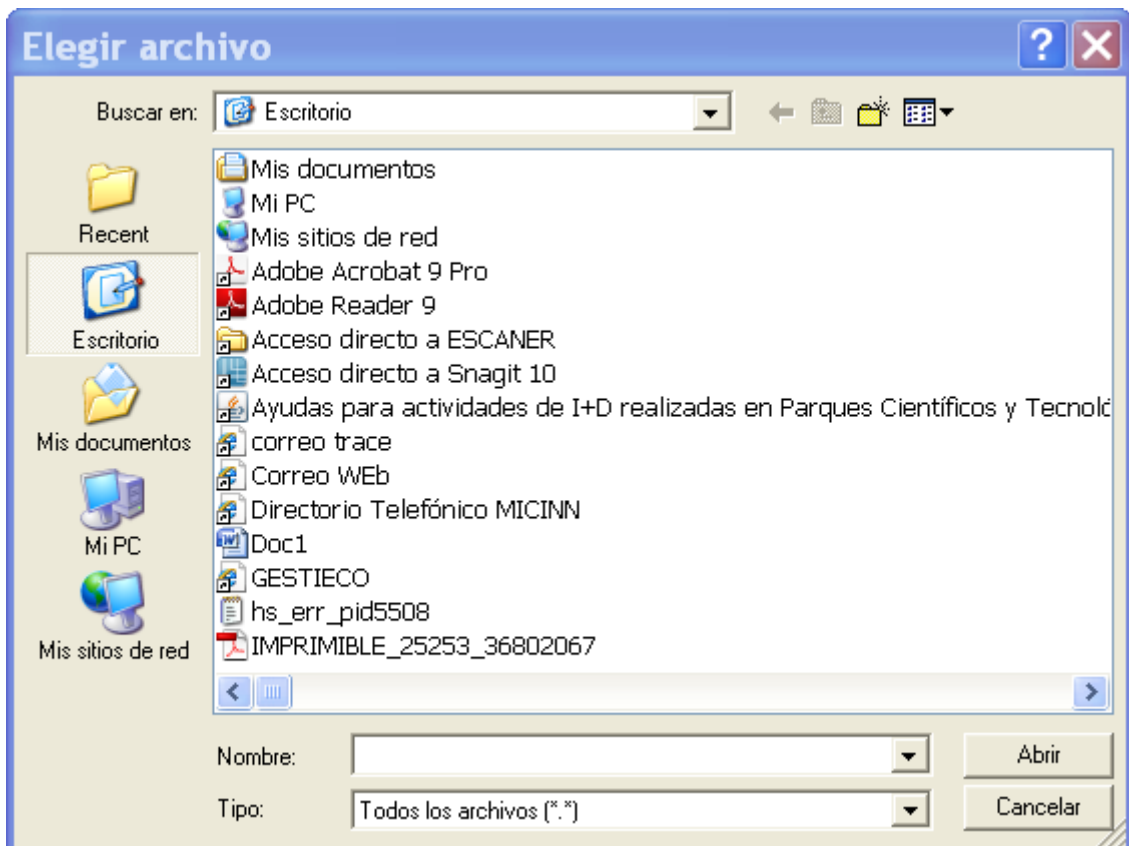 Elegir archivo
Buscar en: Escritorio
Recent
Escritorio
Mis documentos
Mi PC
Mis sitios de red
Mis documentos
Mi PC
Mis sitios de red
Adobe Acrobat 9 Pro
Adobe Reader 9
Acceso directo a ESCANER
Acceso directo a Snagit 10
Ayudas para actividades de I+D realizadas en Parques Científicos y Tecnoló
correo trace
Correo WEb
Directorio Telefónico MICINN
Doc1
GESTIECO
hs_err_pid5508
IMPRIMIBLE_25253_36802067
Nombre: Abrir
Tipo: Todos los archivos (*.*) Cancelar